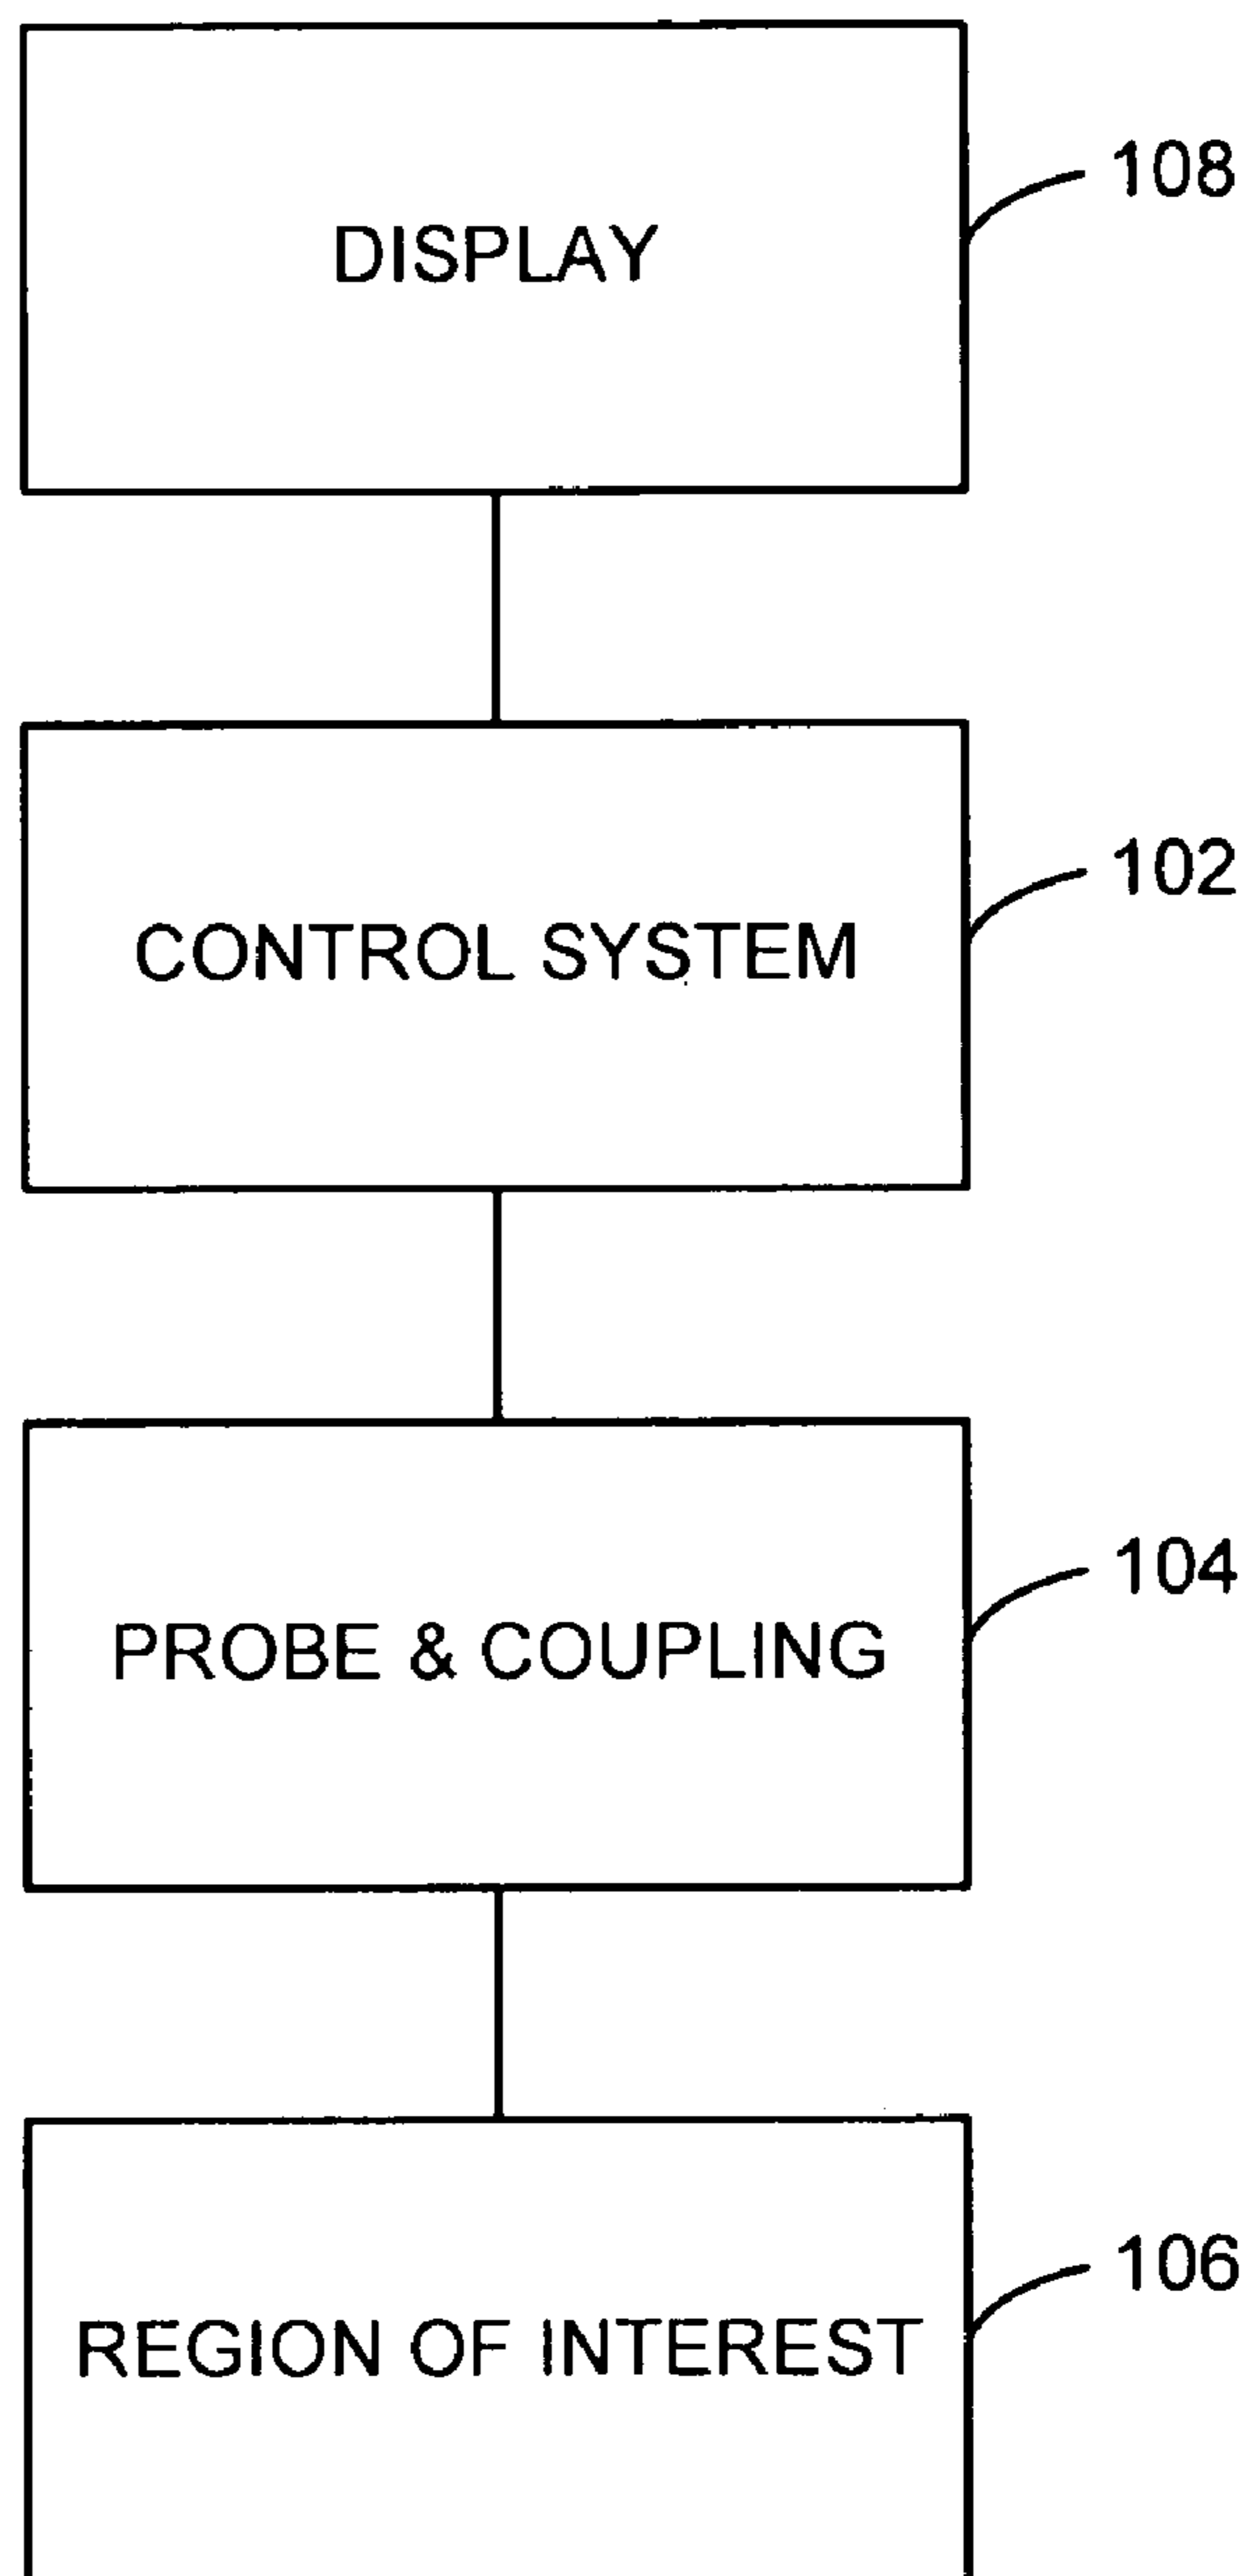 DISPLAY
108
CONTROL SYSTEM
102
PROBE & COUPLING
104
REGION OF INTEREST
106